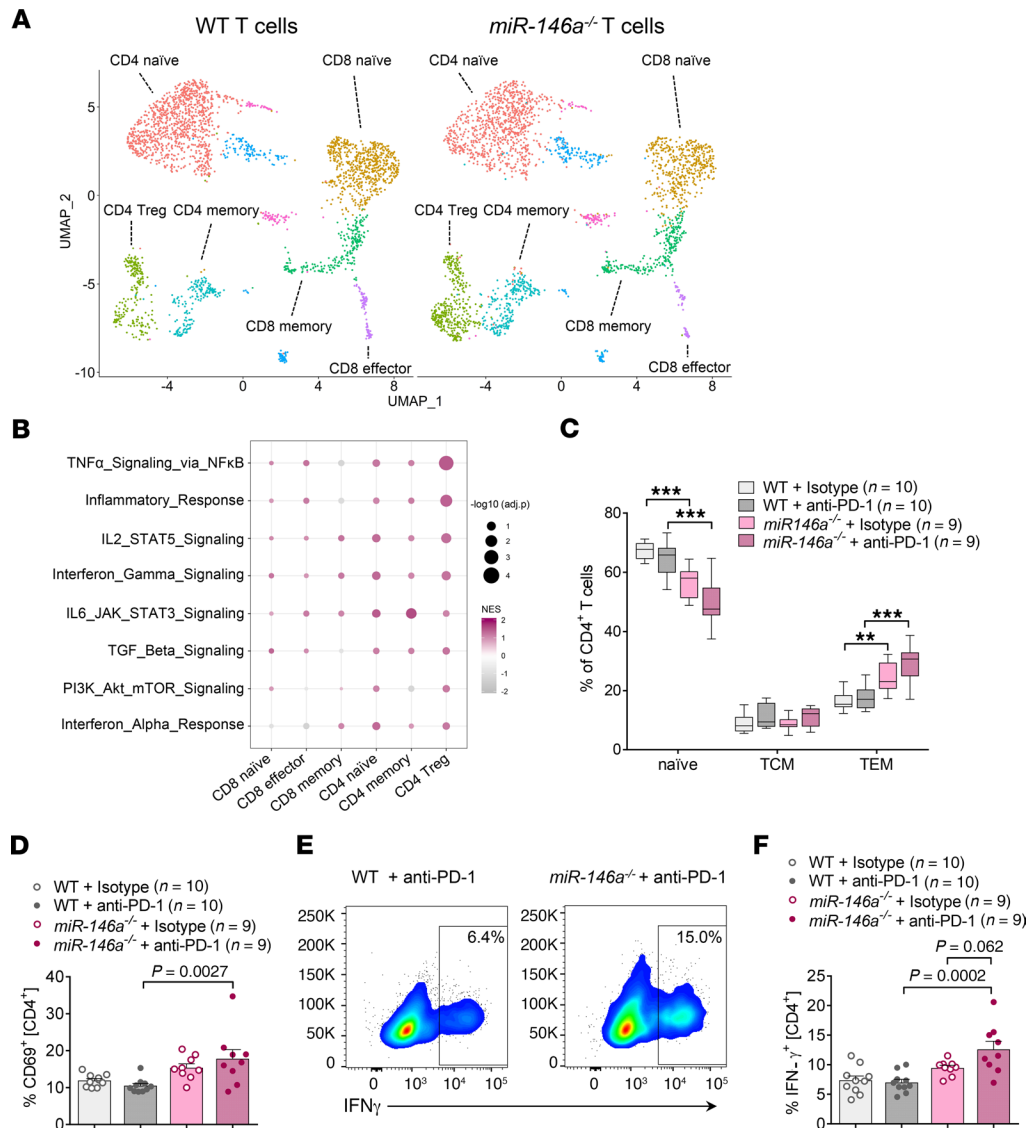 A
WT T cells
miR-146a-/- T cells
CD4 naïve
CD8 naïve
CD4 naïve
CD8 naïve
5
0
-5
-10
UMAP_2
CD4 Treg
CD4 memory
CD4 Treg
CD4 memory
CD8 memory
CD8 memory
CD8 effector
CD8 effector
-4
0
4
8
-4
0
4
8
UMAP_1
B
TNFα_Signaling_via_NFκB
Inflammatory_Response
IL2_STAT5_Signaling
Interferon_Gamma_Signaling
IL6_JAK_STAT3_Signaling
TGF_Beta_Signaling
PI3K_Akt_mTOR_Signaling
Interferon_Alpha_Response
CD8 naïve
CD8 effector
CD8 memory
CD4 naïve
CD4 memory
CD4 Treg
-log10 (adj.p)
1
2
3
4
NES
2
1
0
-1
-2
C
WT + Isotype (n = 10)
WT + anti-PD-1 (n = 10)
miR146a-/- + Isotype (n = 9)
miR-146a-/- + anti-PD-1 (n = 9)
80
60
40
20
0
% of CD4+ T cells
***
***
**
***
naïve
TCM
TEM
D
WT + Isotype (n = 10)
WT + anti-PD-1 (n = 10)
miR-146a-/- + Isotype (n = 9)
miR-146a-/- + anti-PD-1 (n = 9)
P = 0.0027
40
30
20
10
0
% CD69+ [CD4+]
E
WT + anti-PD-1
miR-146a-/- + anti-PD-1
250K
200K
150K
100K
50K
0
6.4%
0
10³
10⁴
10⁵
250K
200K
150K
100K
50K
0
15.0%
0
10³
10⁴
10⁵
IFNγ
F
WT + Isotype (n = 10)
WT + anti-PD-1 (n = 10)
miR-146a-/- + Isotype (n = 9)
miR-146a-/- + anti-PD-1 (n = 9)
P = 0.062
P = 0.0002
25
20
15
10
5
0
% IFN-γ+ [CD4+]